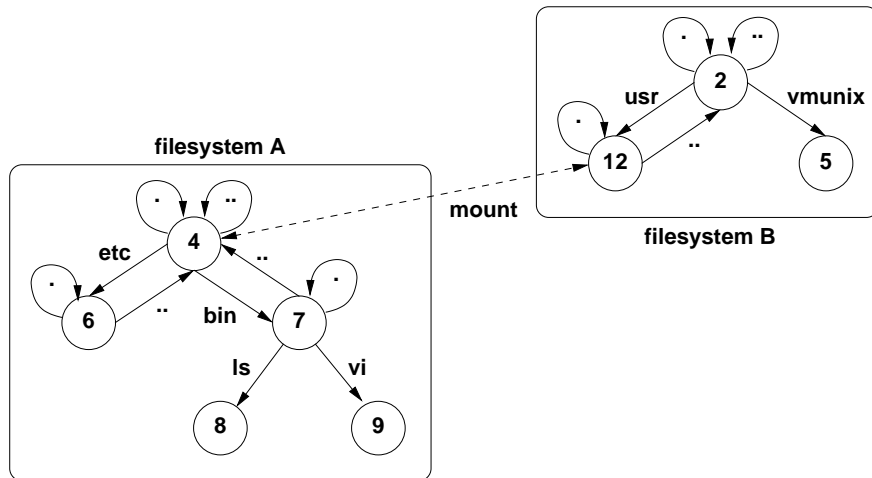 .
..
2
usr
vmunix
.
12
..
5
filesystem B
mount
filesystem A
.
..
4
etc
..
.
.
6
..
bin
7
ls
vi
8
9